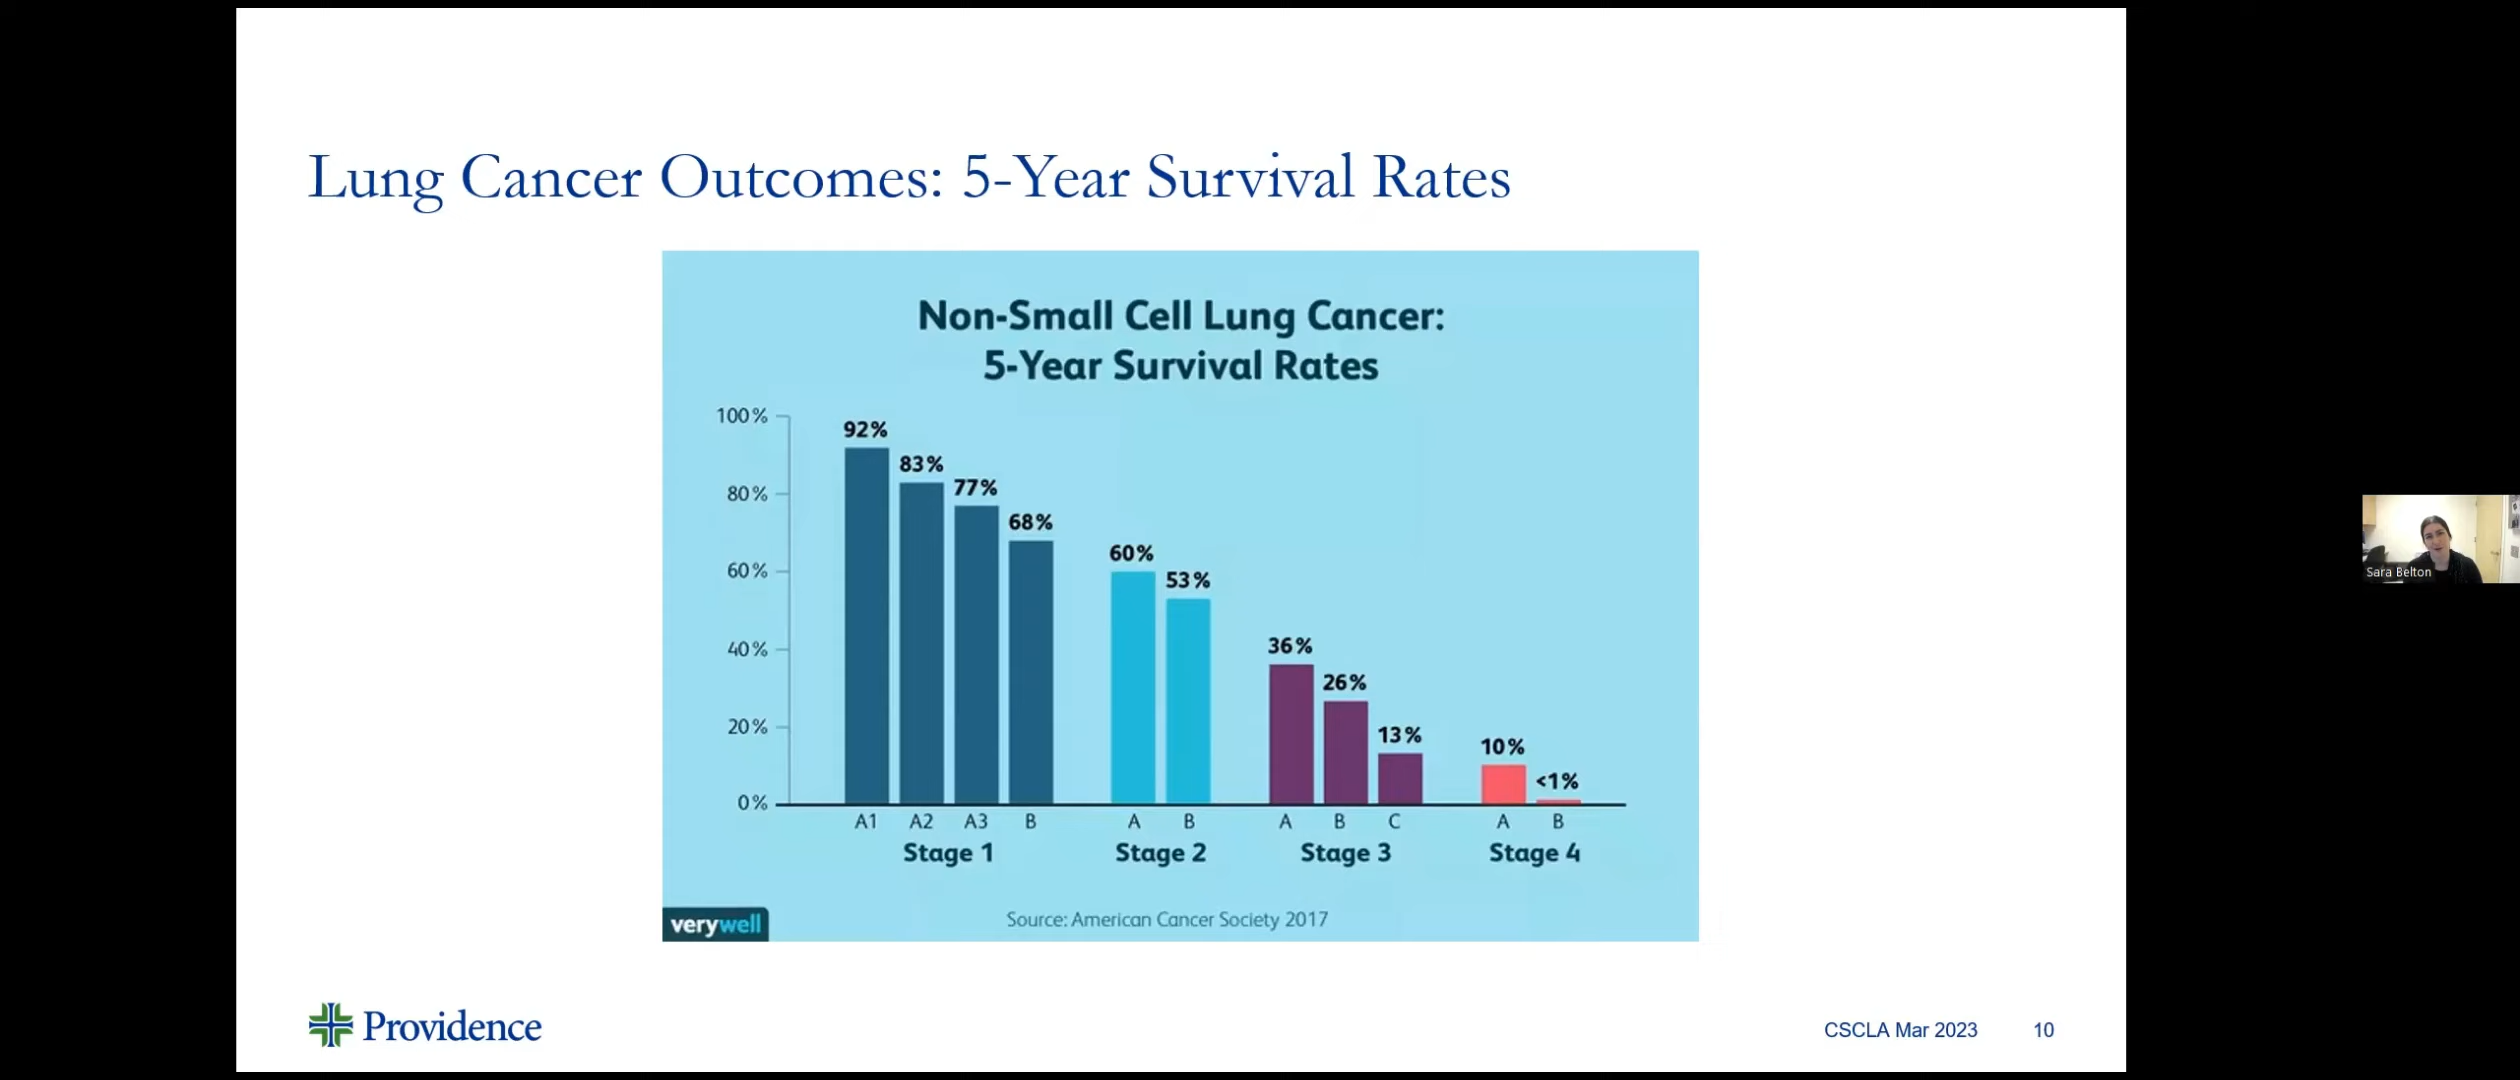 Lung Cancer Outcomes: 5-Year Survival Rates
Non-Small Cell Lung Cancer:
5-Year Survival Rates
100%
80%
60%
40%
20%
0%
92%
83%
77%
68%
60%
53%
36%
26%
13%
10%
<1%
A1 A2 A3 B A B A B C A B
Stage 1 Stage 2 Stage 3 Stage 4
verywell
Source: American Cancer Society 2017
Providence
CSCLA Mar 2023 10
Sara Belton